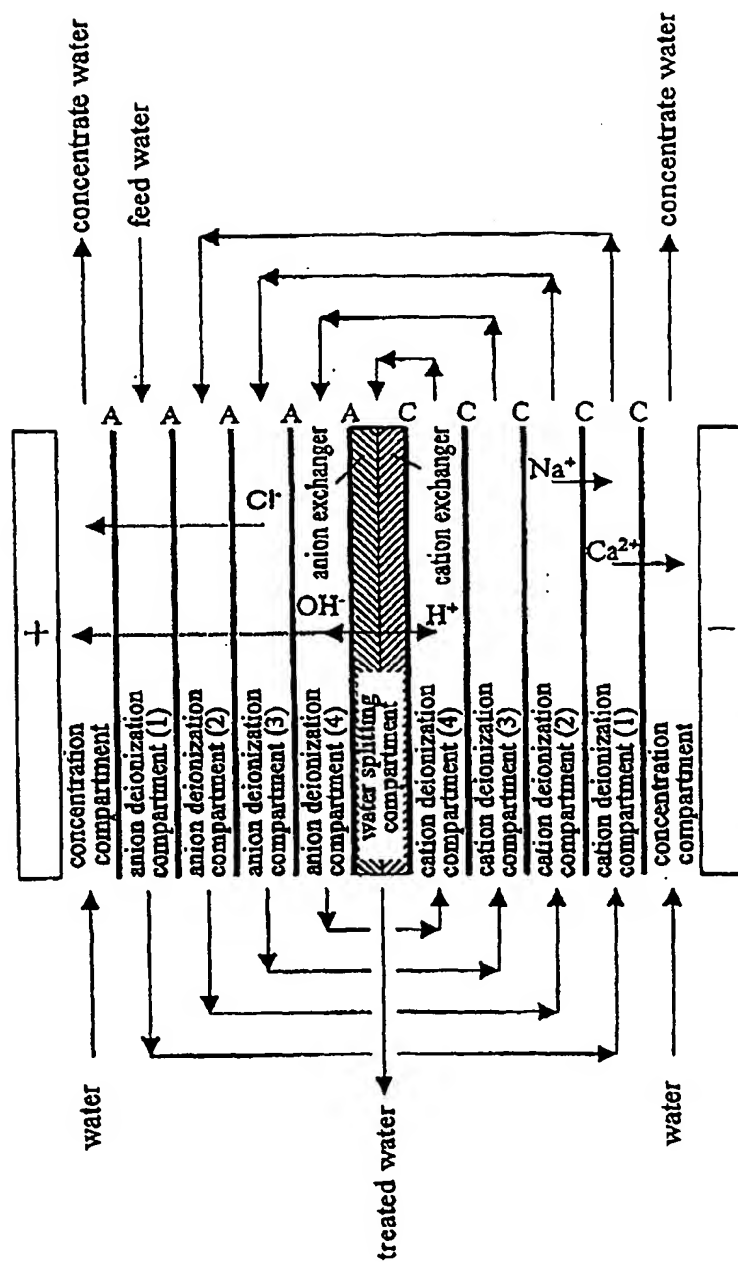 +
concentration
compartment
anion deionization
compartment (1)
anion deionization
compartment (2)
anion deionization
compartment (3)
anion deionization
compartment (4)
water splitting
compartment
cation deionization
compartment (4)
cation deionization
compartment (3)
cation deionization
compartment (2)
cation deionization
compartment (1)
concentration
compartment
−
water
water
treated water
concentrate water
feed water
concentrate water
A
A
A
A
A
C
C
C
C
C
Cl-
OH-
H+
Na+
Ca2+
anion exchanger
cation exchanger